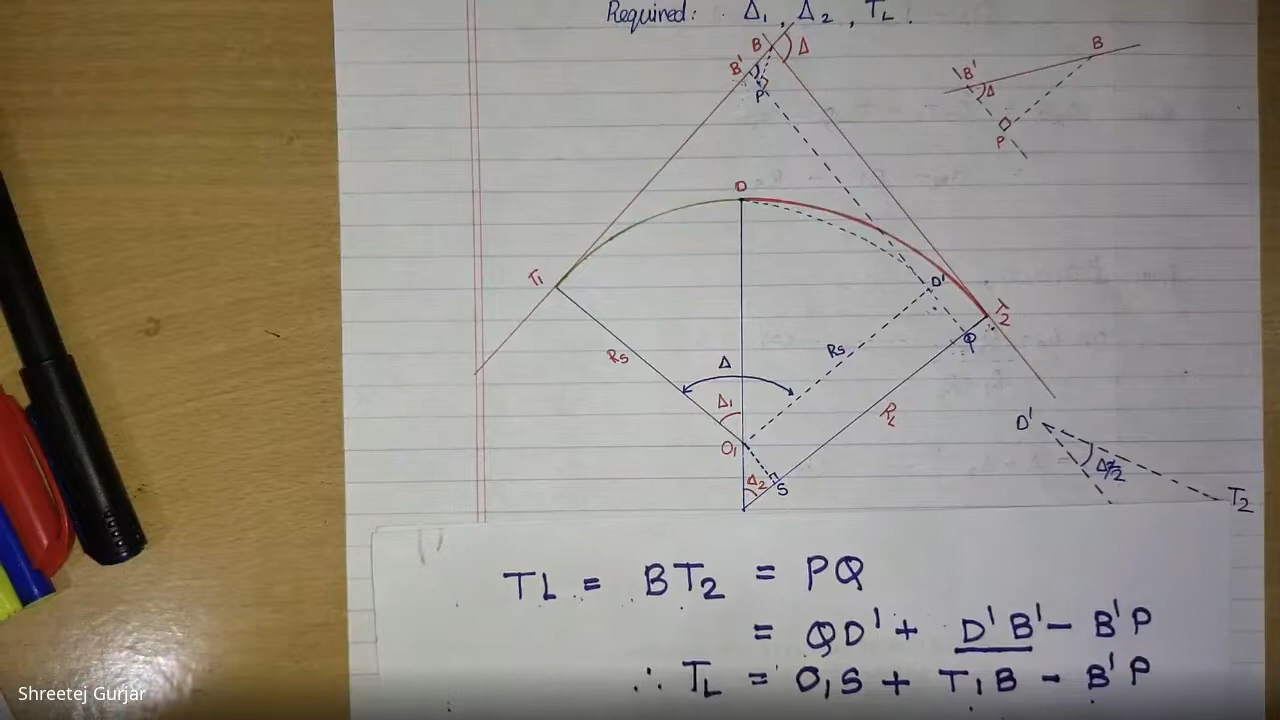 Required: Δ₁ , Δ₂ , TL .
B Δ
B' P
B
B' Δ
P
D
T1
D' T2
Q
Rs Δ Rs
Δ1 RL
O1
Δ2 S
D' Δ/2
T2
TL = BT2 = PQ
= QD' + D'B' - B'P
∴ TL = O1S + T1B - B'P
Shreetej Gurjar